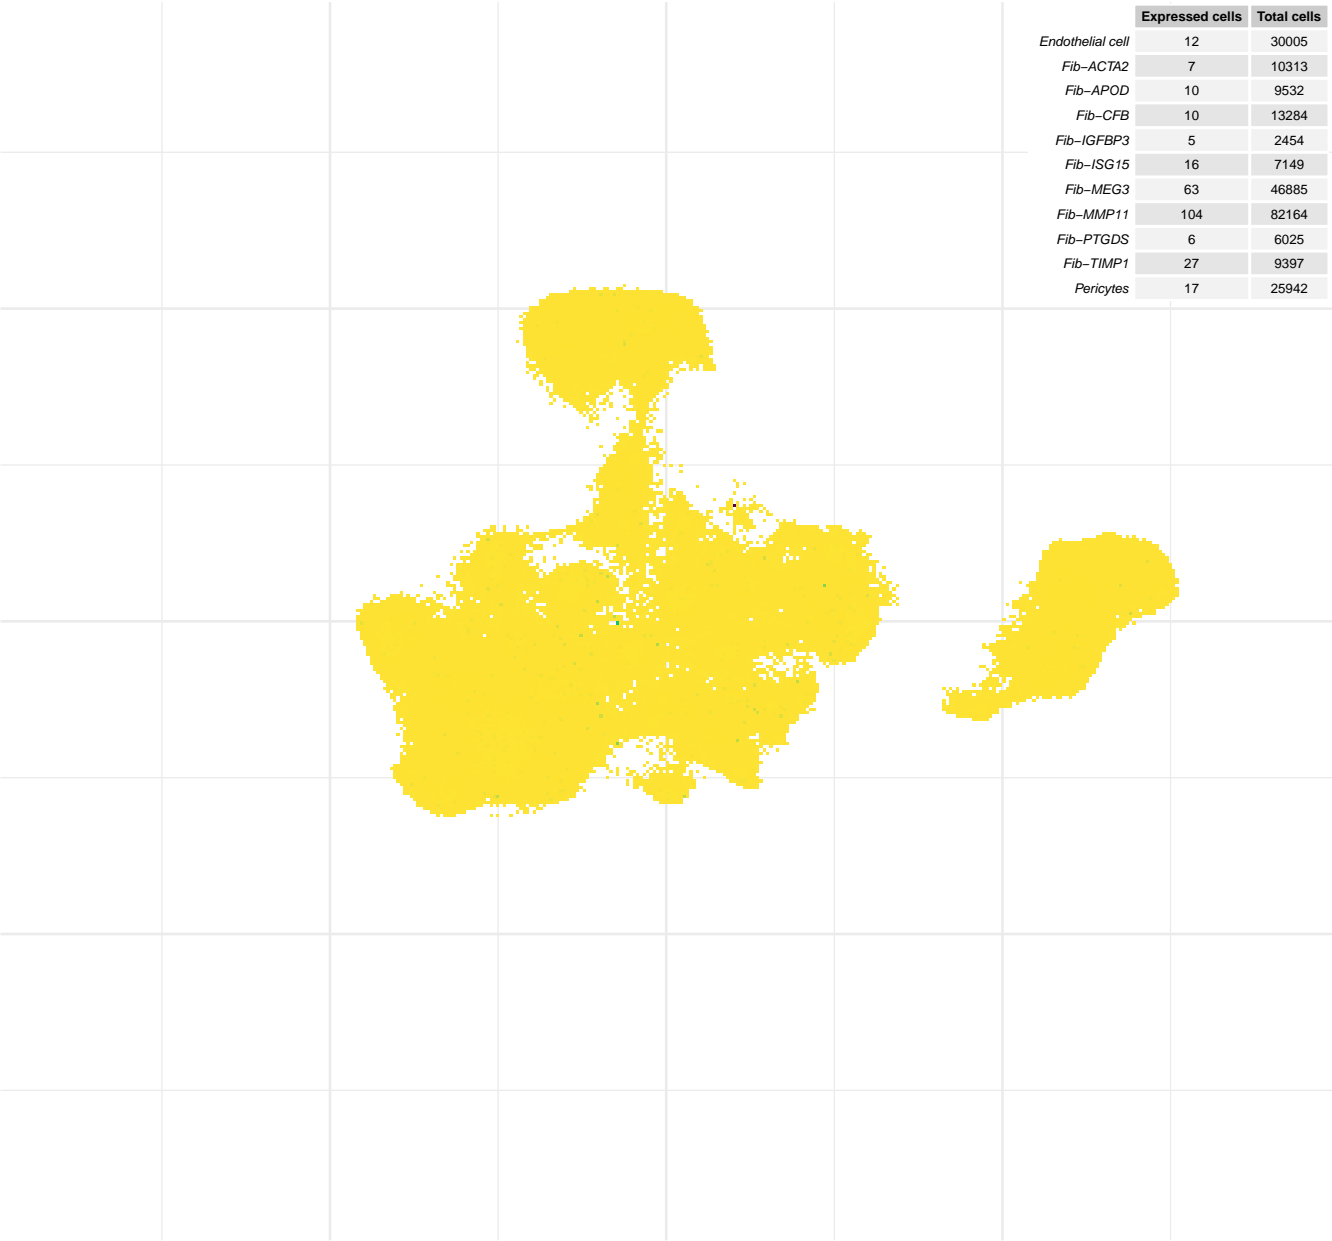 Expressed cells Total cells
Endothelial cell 12 30005
Fib−ACTA2 7 10313
Fib−APOD 10 9532
Fib−CFB 10 13284
Fib−IGFBP3 5 2454
Fib−ISG15 16 7149
Fib−MEG3 63 46885
Fib−MMP11 104 82164
Fib−PTGDS 6 6025
Fib−TIMP1 27 9397
Pericytes 17 25942